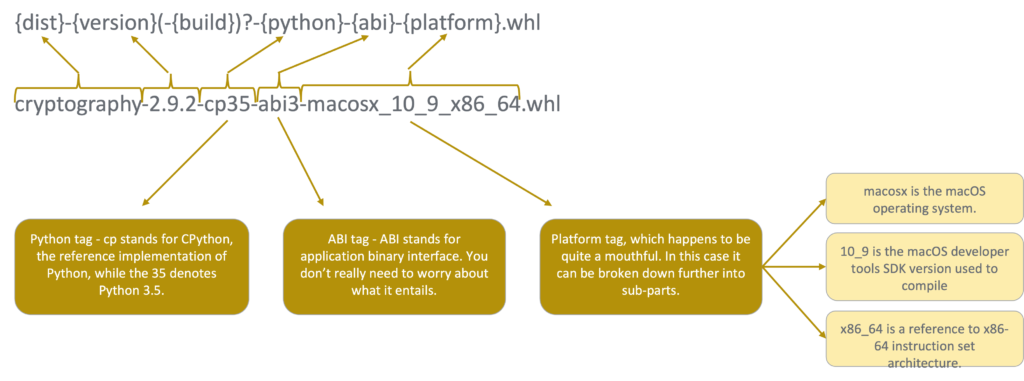 {dist}-{version}(-{build})?-{python}-{abi}-{platform}.whl
cryptography-2.9.2-cp35-abi3-macosx_10_9_x86_64.whl
Python tag - cp stands for CPython,
the reference implementation of
Python, while the 35 denotes
Python 3.5.
ABI tag - ABI stands for
application binary interface. You
don’t really need to worry about
what it entails.
Platform tag, which happens to be
quite a mouthful. In this case it
can be broken down further into
sub-parts.
macosx is the macOS
operating system.
10_9 is the macOS developer
tools SDK version used to
compile
x86_64 is a reference to x86-
64 instruction set
architecture.